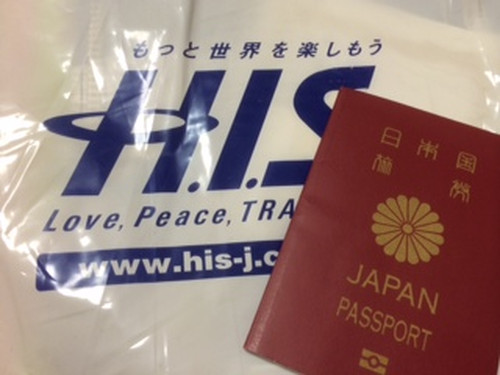 もっと世界を楽しもう
H.I.S
Love, Peace, TRA
www.his-j.c
日本国
旅券
JAPAN
PASSPORT